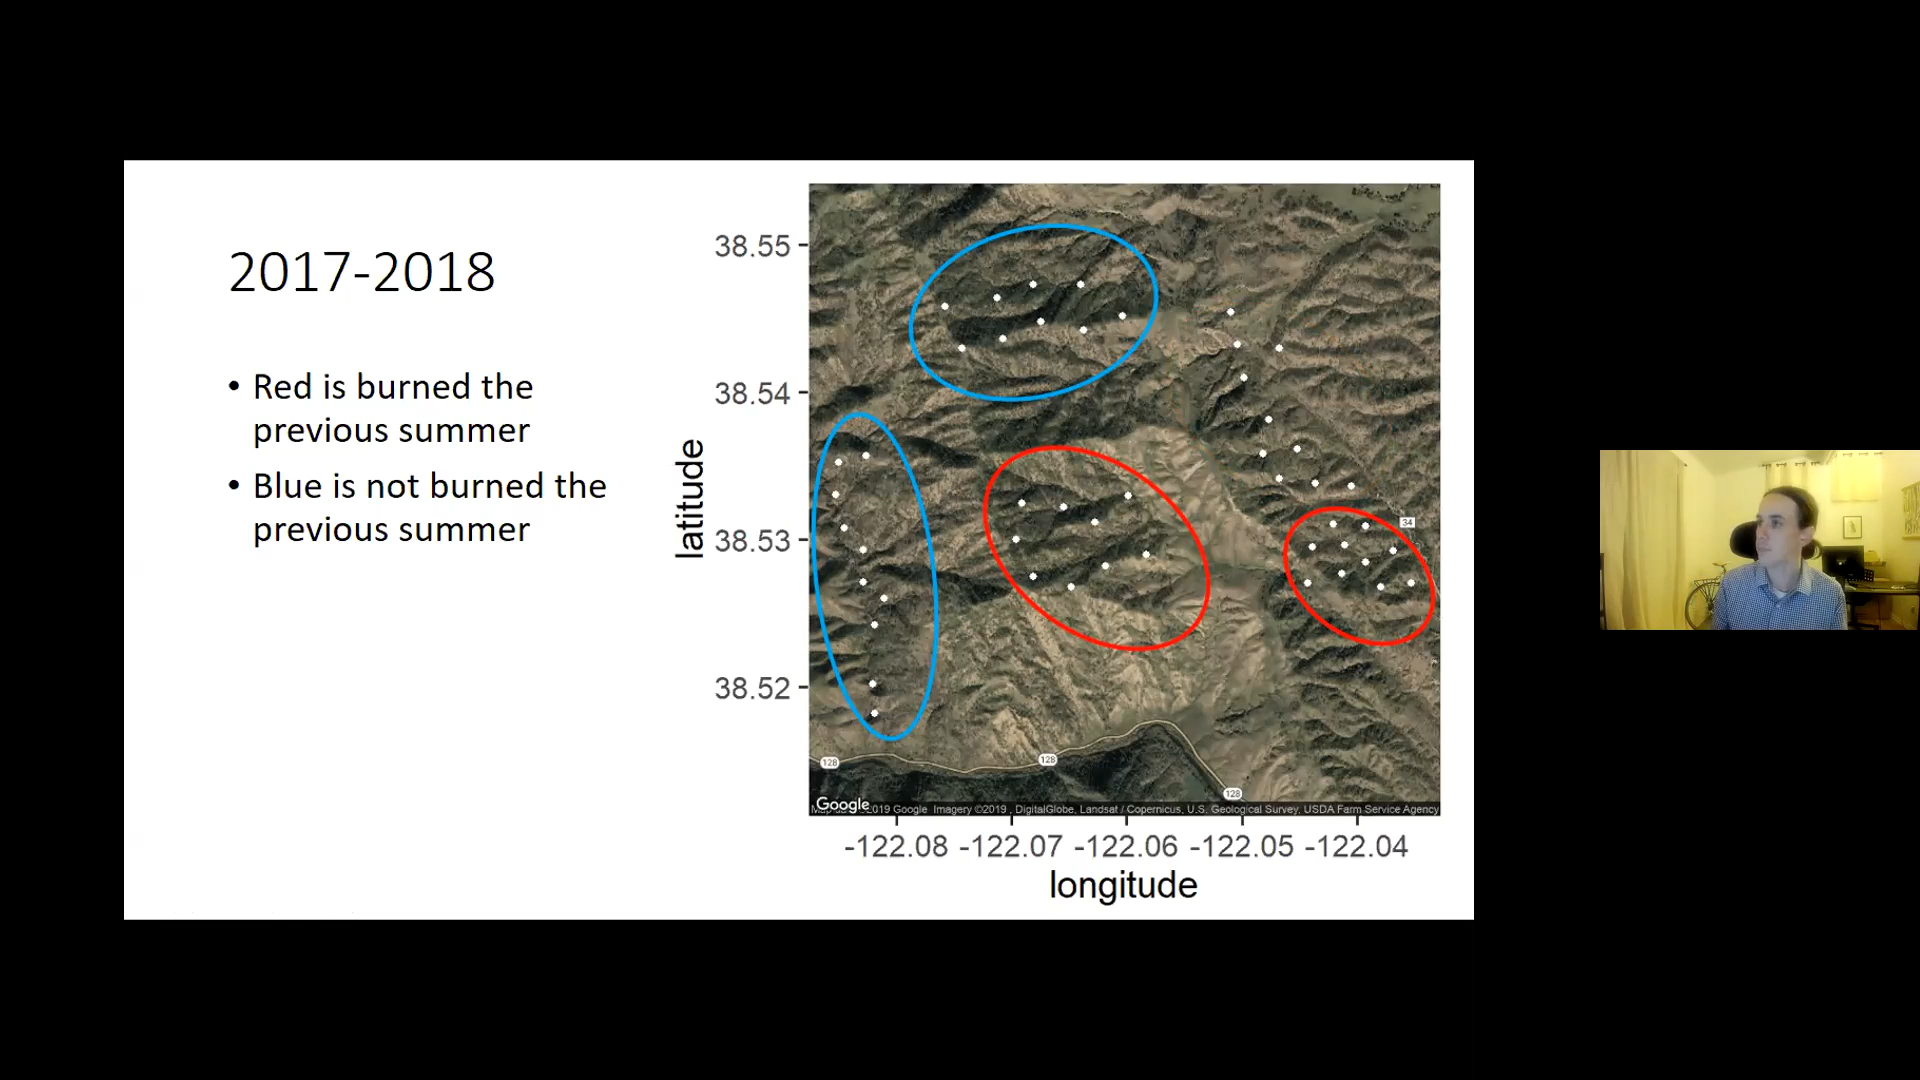 2017-2018
• Red is burned the
previous summer
• Blue is not burned the
previous summer
latitude
38.55
38.54
38.53
38.52
34
128
128
128
Google
2019 Google Imagery ©2019 , DigitalGlobe, Landsat / Copernicus, U.S. Geological Survey, USDA Farm Service Agency
-122.08 -122.07 -122.06 -122.05 -122.04
longitude